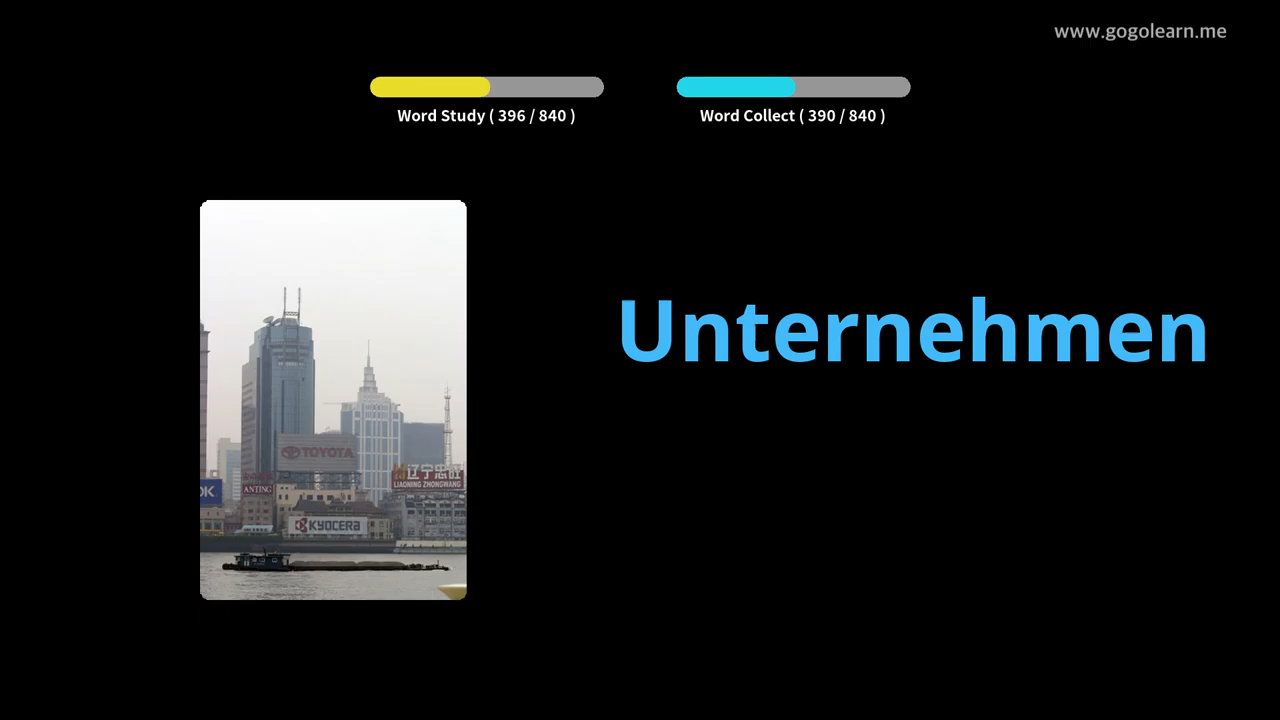 www.gogolearn.me
Word Study ( 396 / 840 )
Word Collect ( 390 / 840 )
Unternehmen
TOYOTA
辽宁忠旺
LIAONING ZHONGWANG
OK
ANTING
KYOCERA